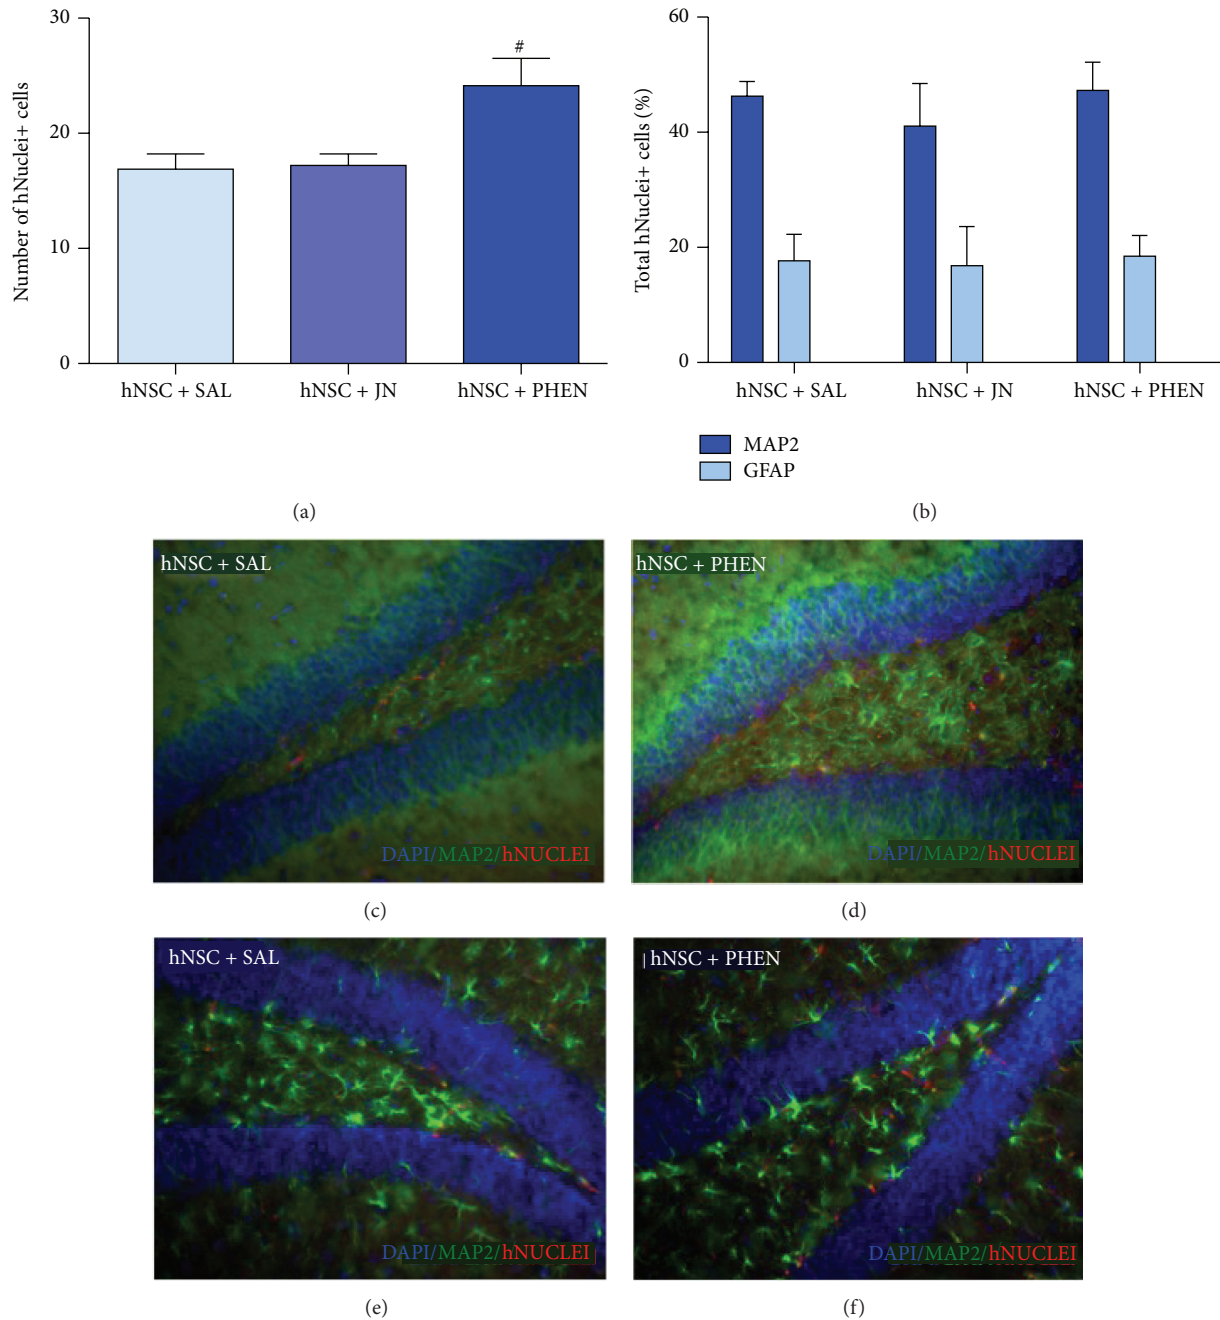 30
20
10
0
Number of hNuclei+ cells
#
hNSC + SAL
hNSC + JN
hNSC + PHEN
60
40
20
0
Total hNuclei+ cells (%)
hNSC + SAL
hNSC + JN
hNSC + PHEN
MAP2
GFAP
(a)
(b)
hNSC + SAL
DAPI/MAP2/hNUCLEI
hNSC + PHEN
DAPI/MAP2/hNUCLEI
(c)
(d)
hNSC + SAL
DAPI/MAP2/hNUCLEI
hNSC + PHEN
DAPI/MAP2/hNUCLEI
(e)
(f)